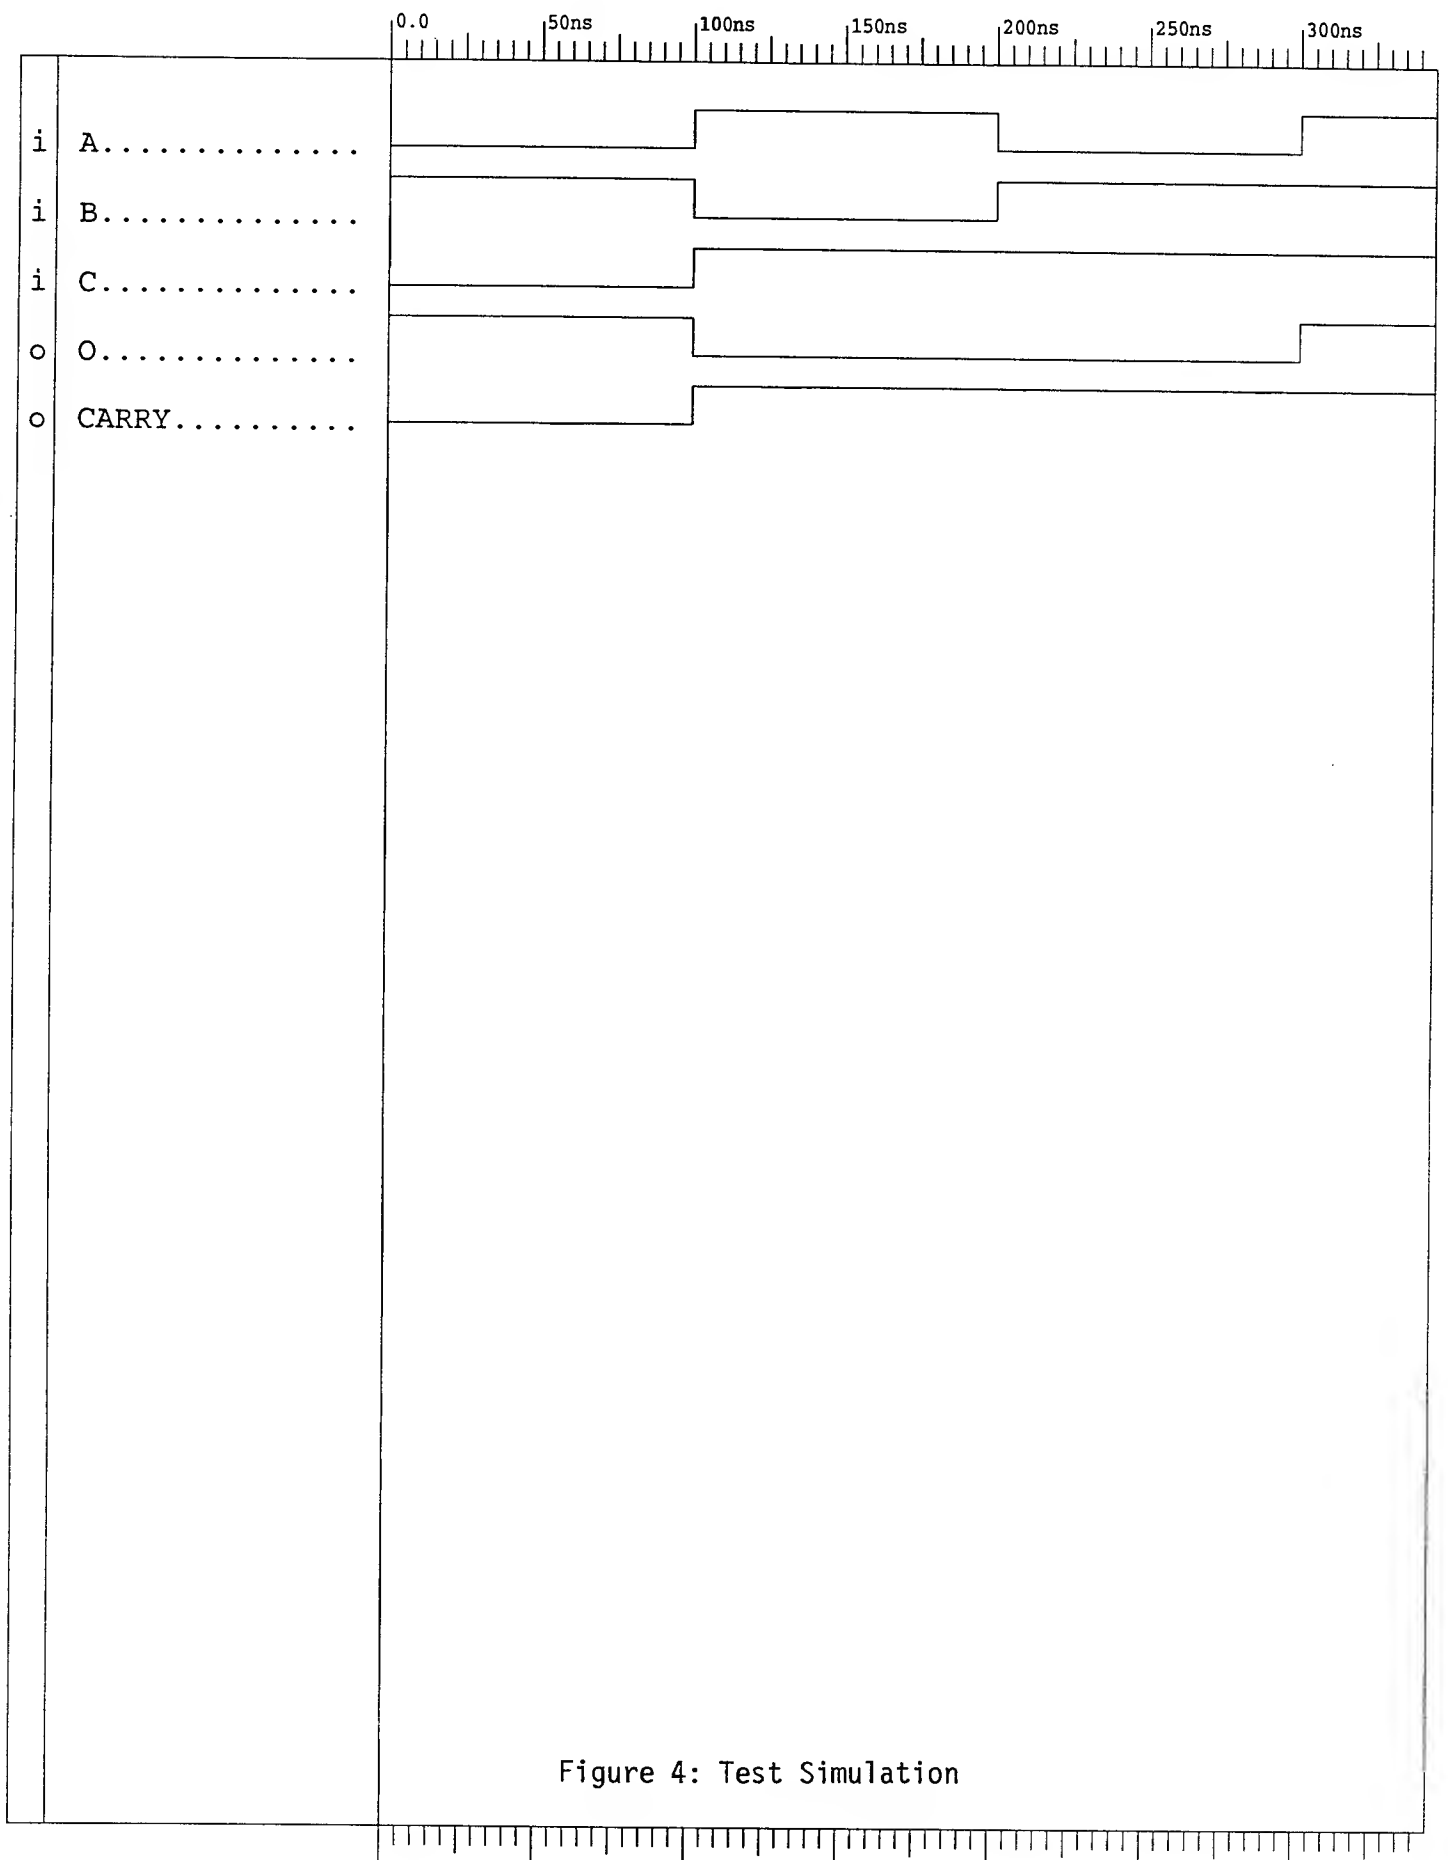 0.0 50ns 100ns 150ns 200ns 250ns 300ns
i A..............
i B..............
i C..............
o O..............
o CARRY..........
Figure 4: Test Simulation